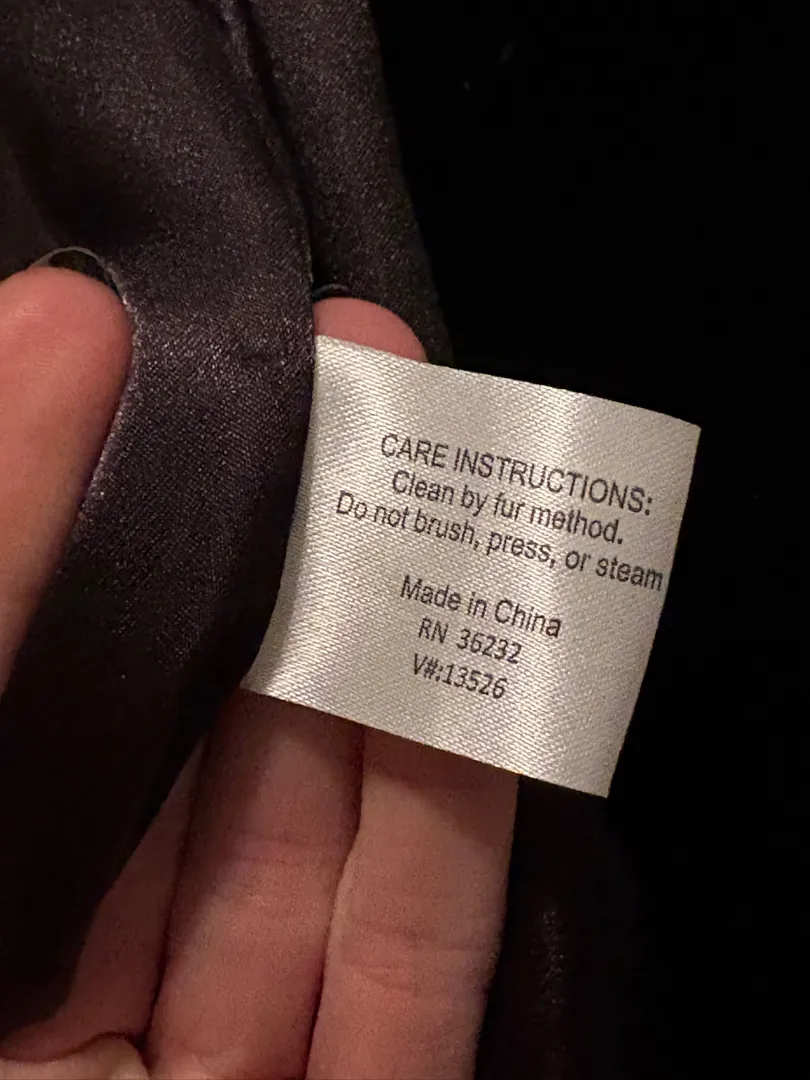 CARE INSTRUCTIONS:
Clean by fur method.
Do not brush, press, or steam
Made in China
RN 36232
V#:13526